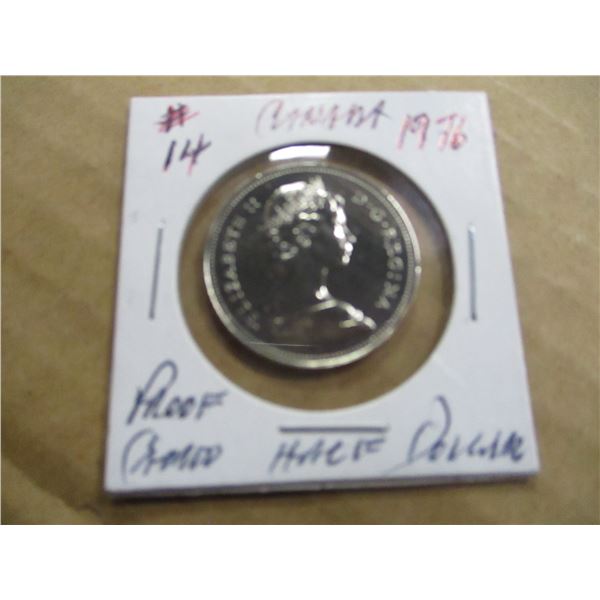 # CANADA 1976
14
ELIZABETH II D·G·REGINA
PROOF
HALF DOLLAR